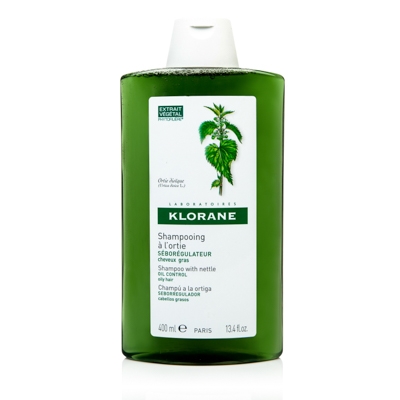 EXTRAIT
VÉGÉTAL
Ortie dioïque
LABORATOIRES
KLORANE
Shampooing
à l'ortie
SÉBORÉGULATEUR
cheveux gras
Shampoo with nettle
OIL CONTROL
oily hair
Champú a la ortiga
SEBORREGULADOR
cabellos grasos
400 ml e PARIS 13.4 fl.oz.